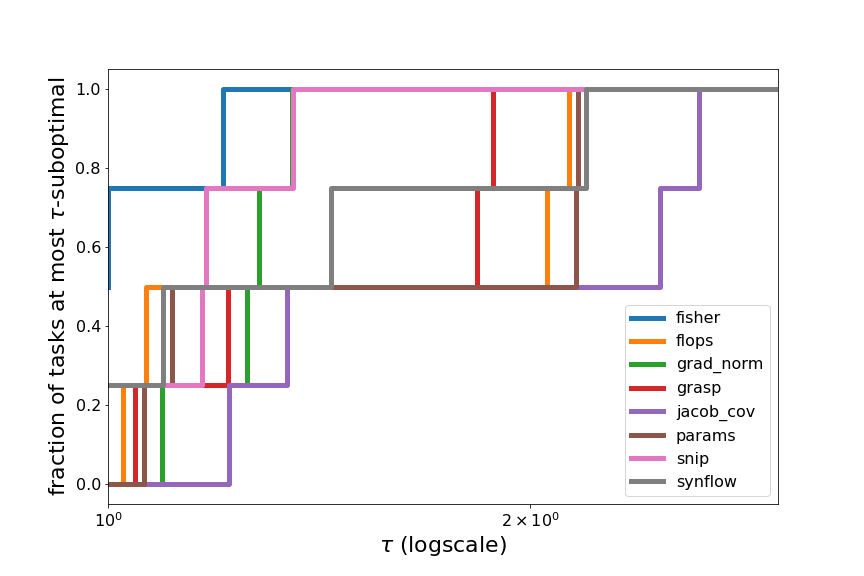 fraction of tasks at most τ-suboptimal
1.0
0.8
0.6
0.4
0.2
0.0
fisher
flops
grad_norm
grasp
jacob_cov
params
snip
synflow
10⁰
2 × 10⁰
τ (logscale)